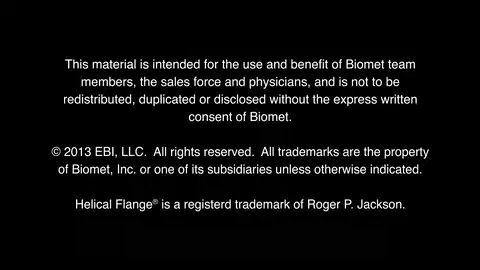 This material is intended for the use and benefit of Biomet team
members, the sales force and physicians, and is not to be
redistributed, duplicated or disclosed without the express written
consent of Biomet.
© 2013 EBI, LLC.  All rights reserved.  All trademarks are the property
of Biomet, Inc. or one of its subsidiaries unless otherwise indicated.
Helical Flange® is a registerd trademark of Roger P. Jackson.